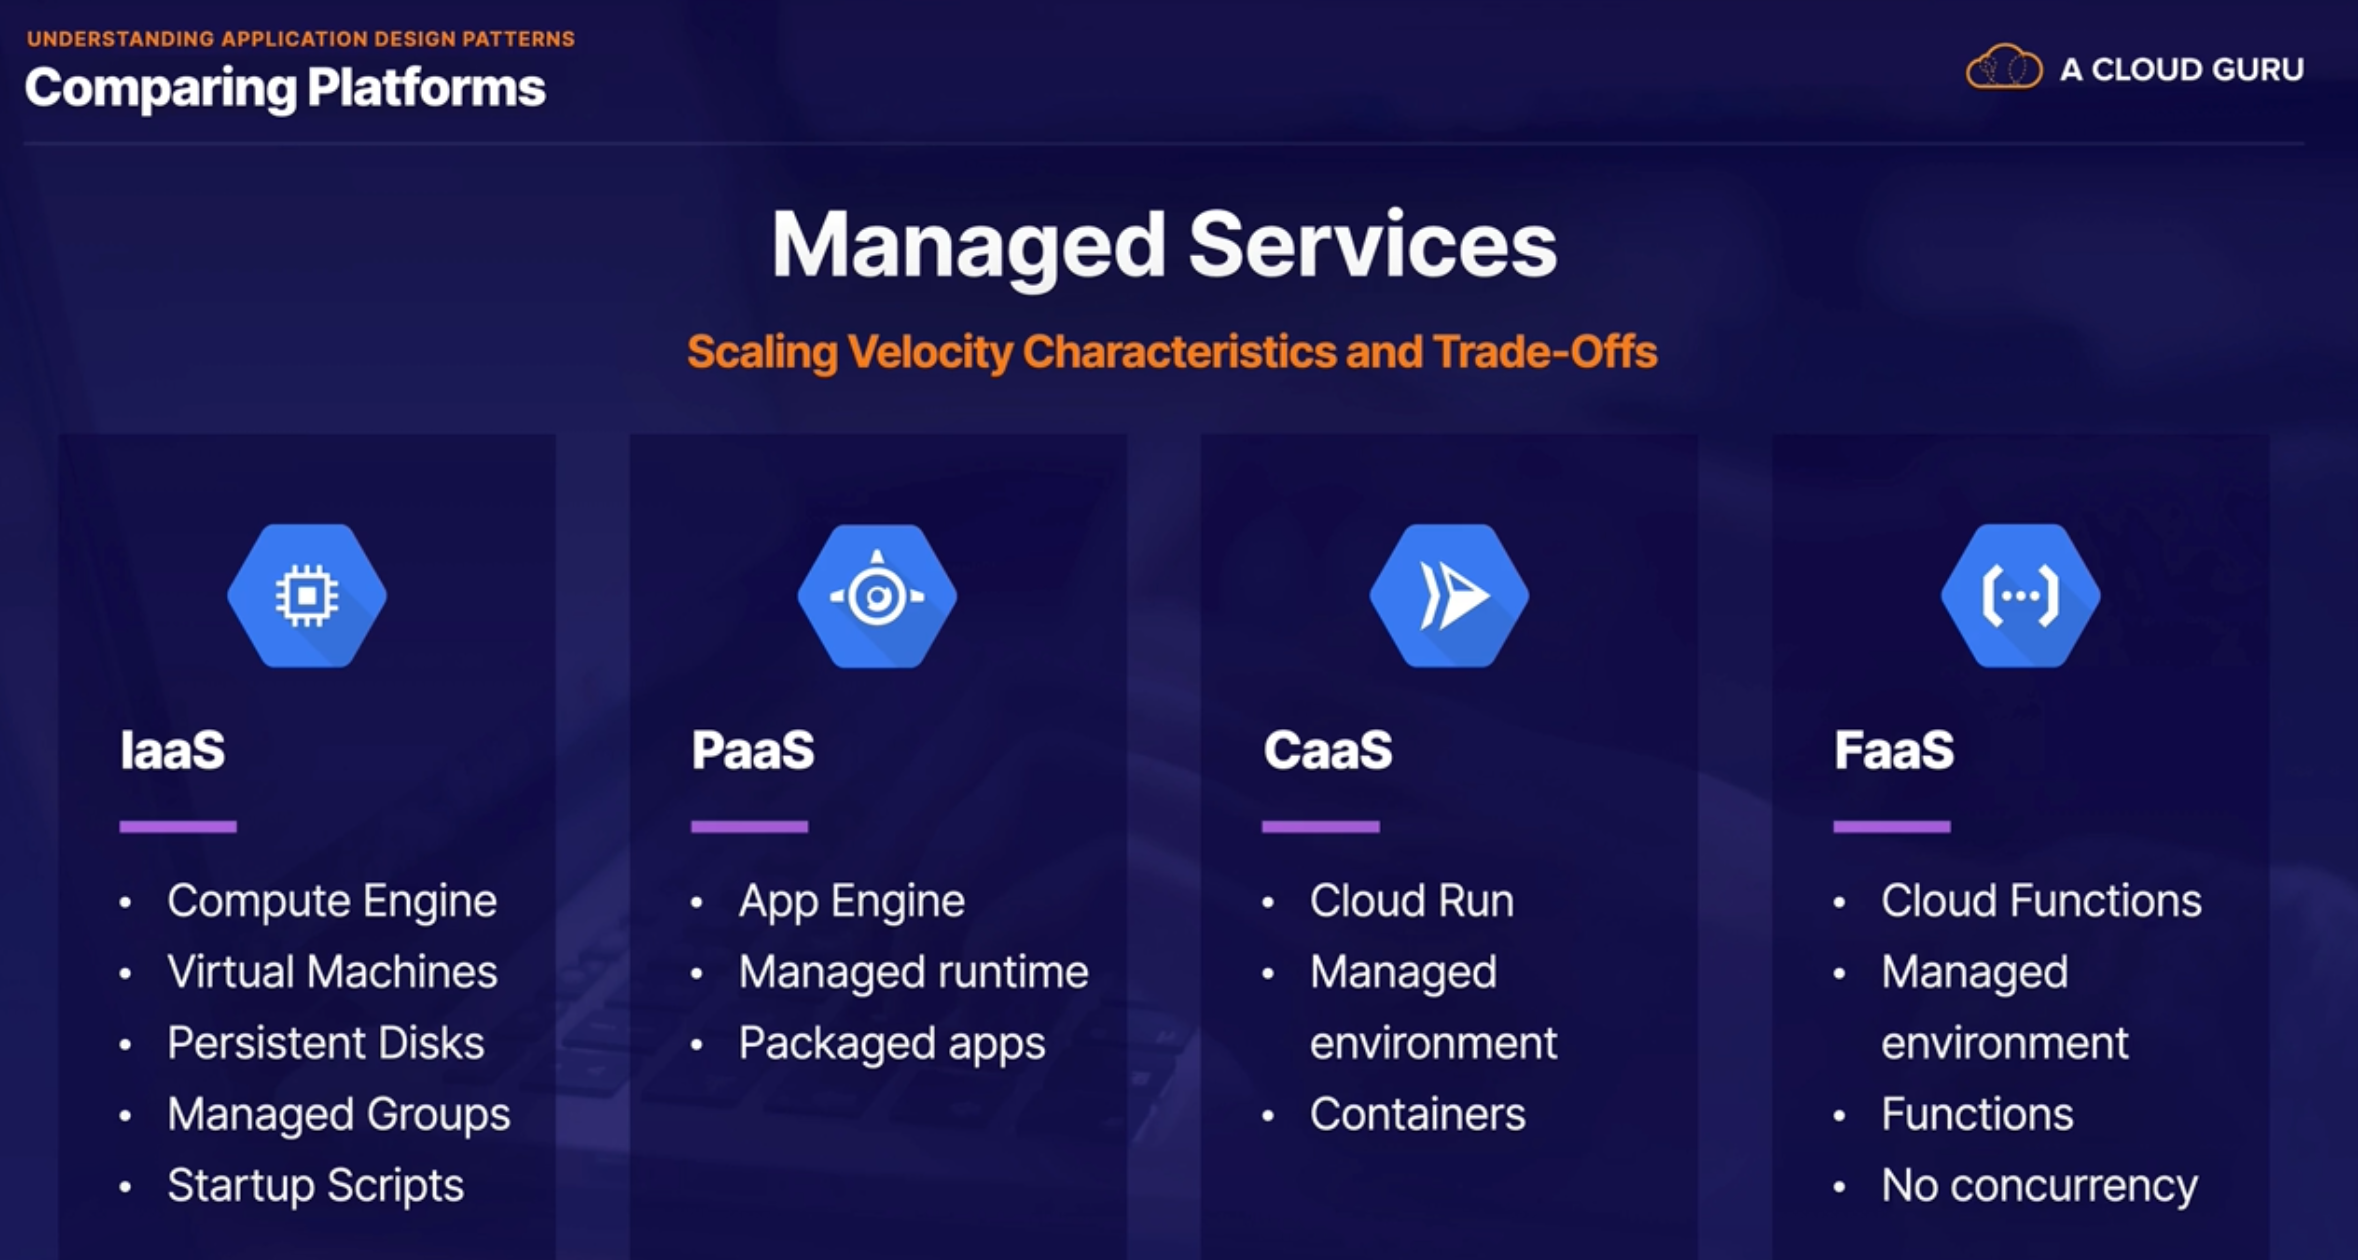 UNDERSTANDING APPLICATION DESIGN PATTERNS
Comparing Platforms
A CLOUD GURU
Managed Services
Scaling Velocity Characteristics and Trade-Offs
IaaS
• Compute Engine
• Virtual Machines
• Persistent Disks
• Managed Groups
• Startup Scripts
PaaS
• App Engine
• Managed runtime
• Packaged apps
CaaS
• Cloud Run
• Managed
environment
• Containers
FaaS
• Cloud Functions
• Managed
environment
• Functions
• No concurrency